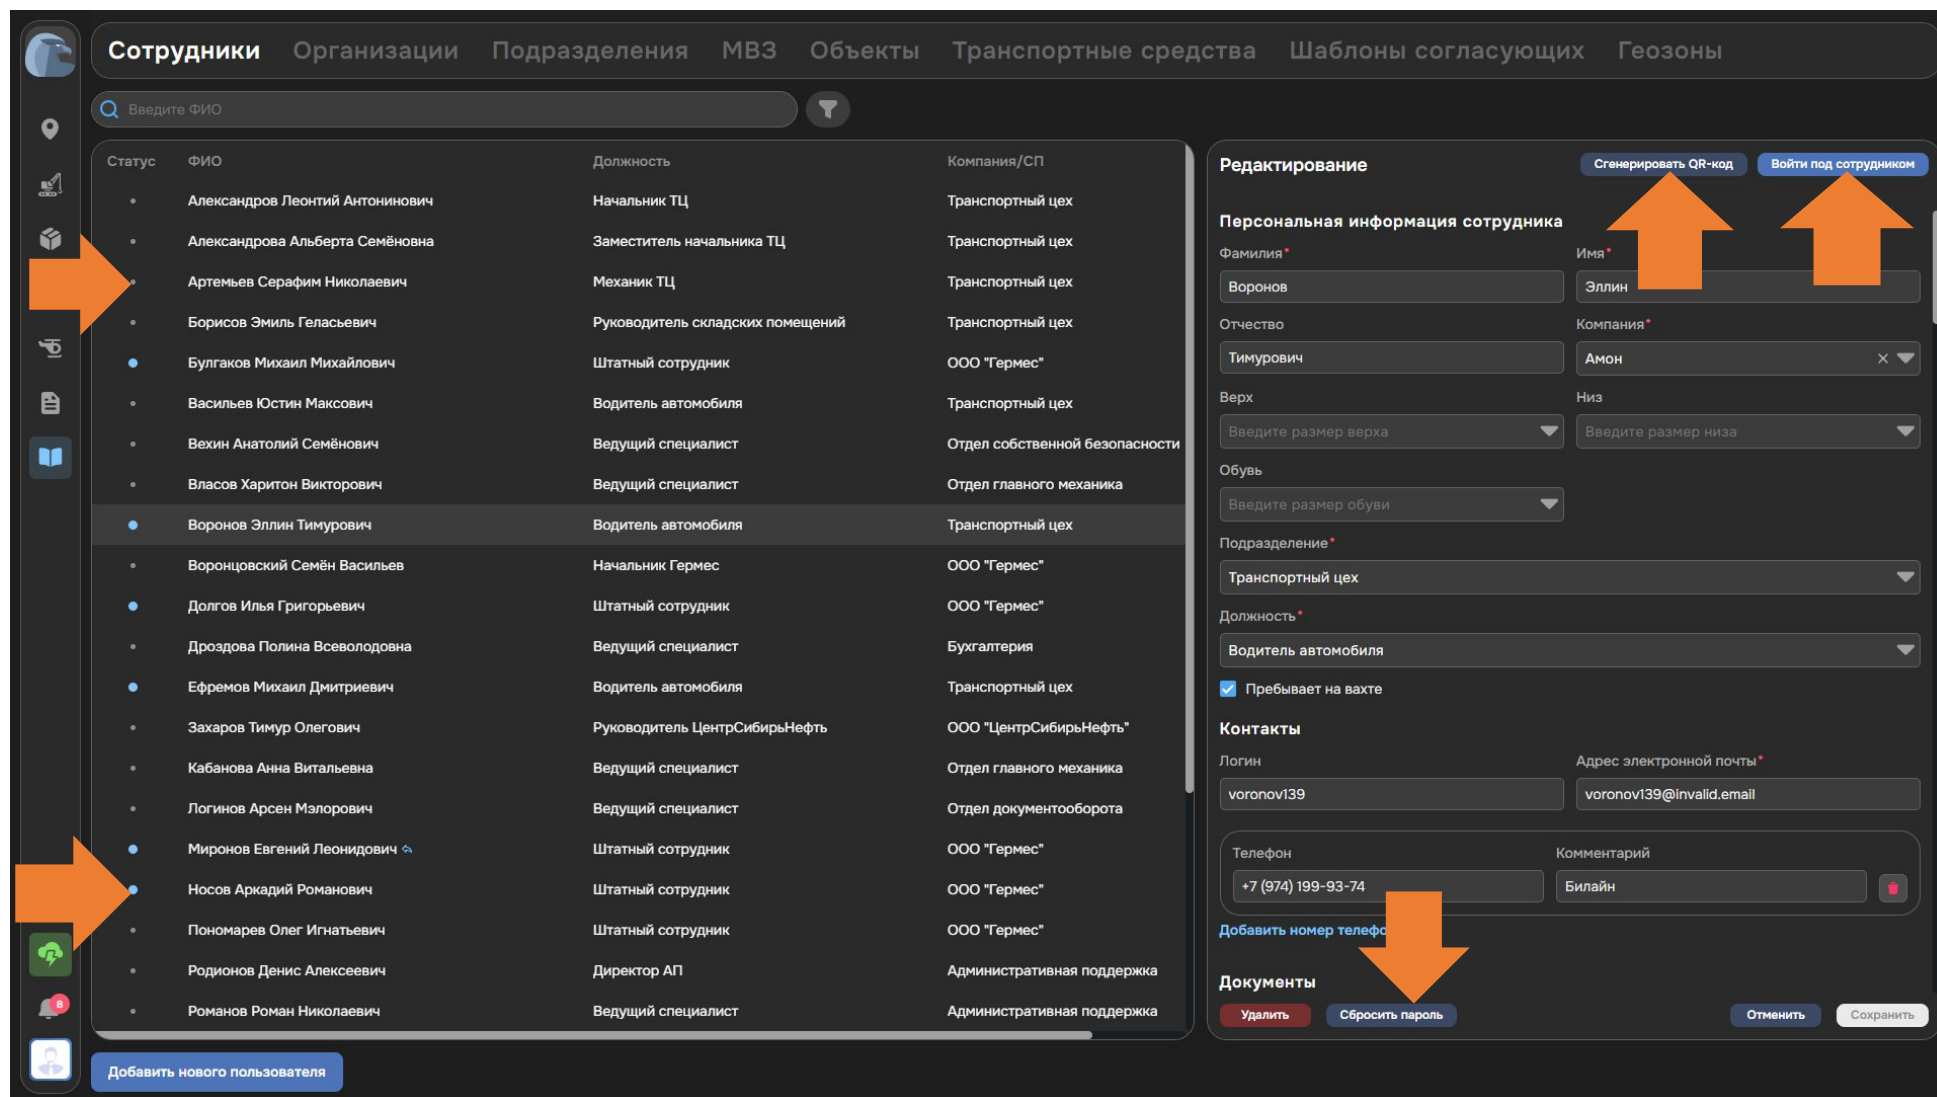 Сотрудники Организации Подразделения МВЗ Объекты Транспортные средства Шаблоны согласующих Геозоны
Введите ФИО
Статус ФИО Должность Компания/СП
Александров Леонтий Антонинович Начальник ТЦ Транспортный цех
Александрова Альберта Семёновна Заместитель начальника ТЦ Транспортный цех
Артемьев Серафим Николаевич Механик ТЦ Транспортный цех
Борисов Эмиль Геласьевич Руководитель складских помещений Транспортный цех
Булгаков Михаил Михайлович Штатный сотрудник ООО "Гермес"
Васильев Юстин Максович Водитель автомобиля Транспортный цех
Вехин Анатолий Семёнович Ведущий специалист Отдел собственной безопасности
Власов Харитон Викторович Ведущий специалист Отдел главного механика
Воронов Эллин Тимурович Водитель автомобиля Транспортный цех
Воронцовский Семён Васильев Начальник Гермес ООО "Гермес"
Долгов Илья Григорьевич Штатный сотрудник ООО "Гермес"
Дроздова Полина Всеволодовна Ведущий специалист Бухгалтерия
Ефремов Михаил Дмитриевич Водитель автомобиля Транспортный цех
Захаров Тимур Олегович Руководитель ЦентрСибирьНефть ООО "ЦентрСибирьНефть"
Кабанова Анна Витальевна Ведущий специалист Отдел главного механика
Логинов Арсен Мэлорович Ведущий специалист Отдел документооборота
Миронов Евгений Леонидович Штатный сотрудник ООО "Гермес"
Носов Аркадий Романович Штатный сотрудник ООО "Гермес"
Пономарев Олег Игнатьевич Штатный сотрудник ООО "Гермес"
Родионов Денис Алексеевич Директор АП Административная поддержка
Романов Роман Николаевич Ведущий специалист Административная поддержка
Добавить нового пользователя
8
Редактирование Сгенерировать QR-код Войти под сотрудником
Персональная информация сотрудника
Фамилия* Имя*
Воронов Эллин
Отчество Компания*
Тимурович Амон
Верх Низ
Введите размер верха Введите размер низа
Обувь
Введите размер обуви
Подразделение*
Транспортный цех
Должность*
Водитель автомобиля
Пребывает на вахте
Контакты
Логин Адрес электронной почты*
voronov139 voronov139@invalid.email
Телефон Комментарий
+7 (974) 199-93-74 Билайн
Добавить номер телефо
Документы
Удалить Сбросить пароль Отменить Сохранить